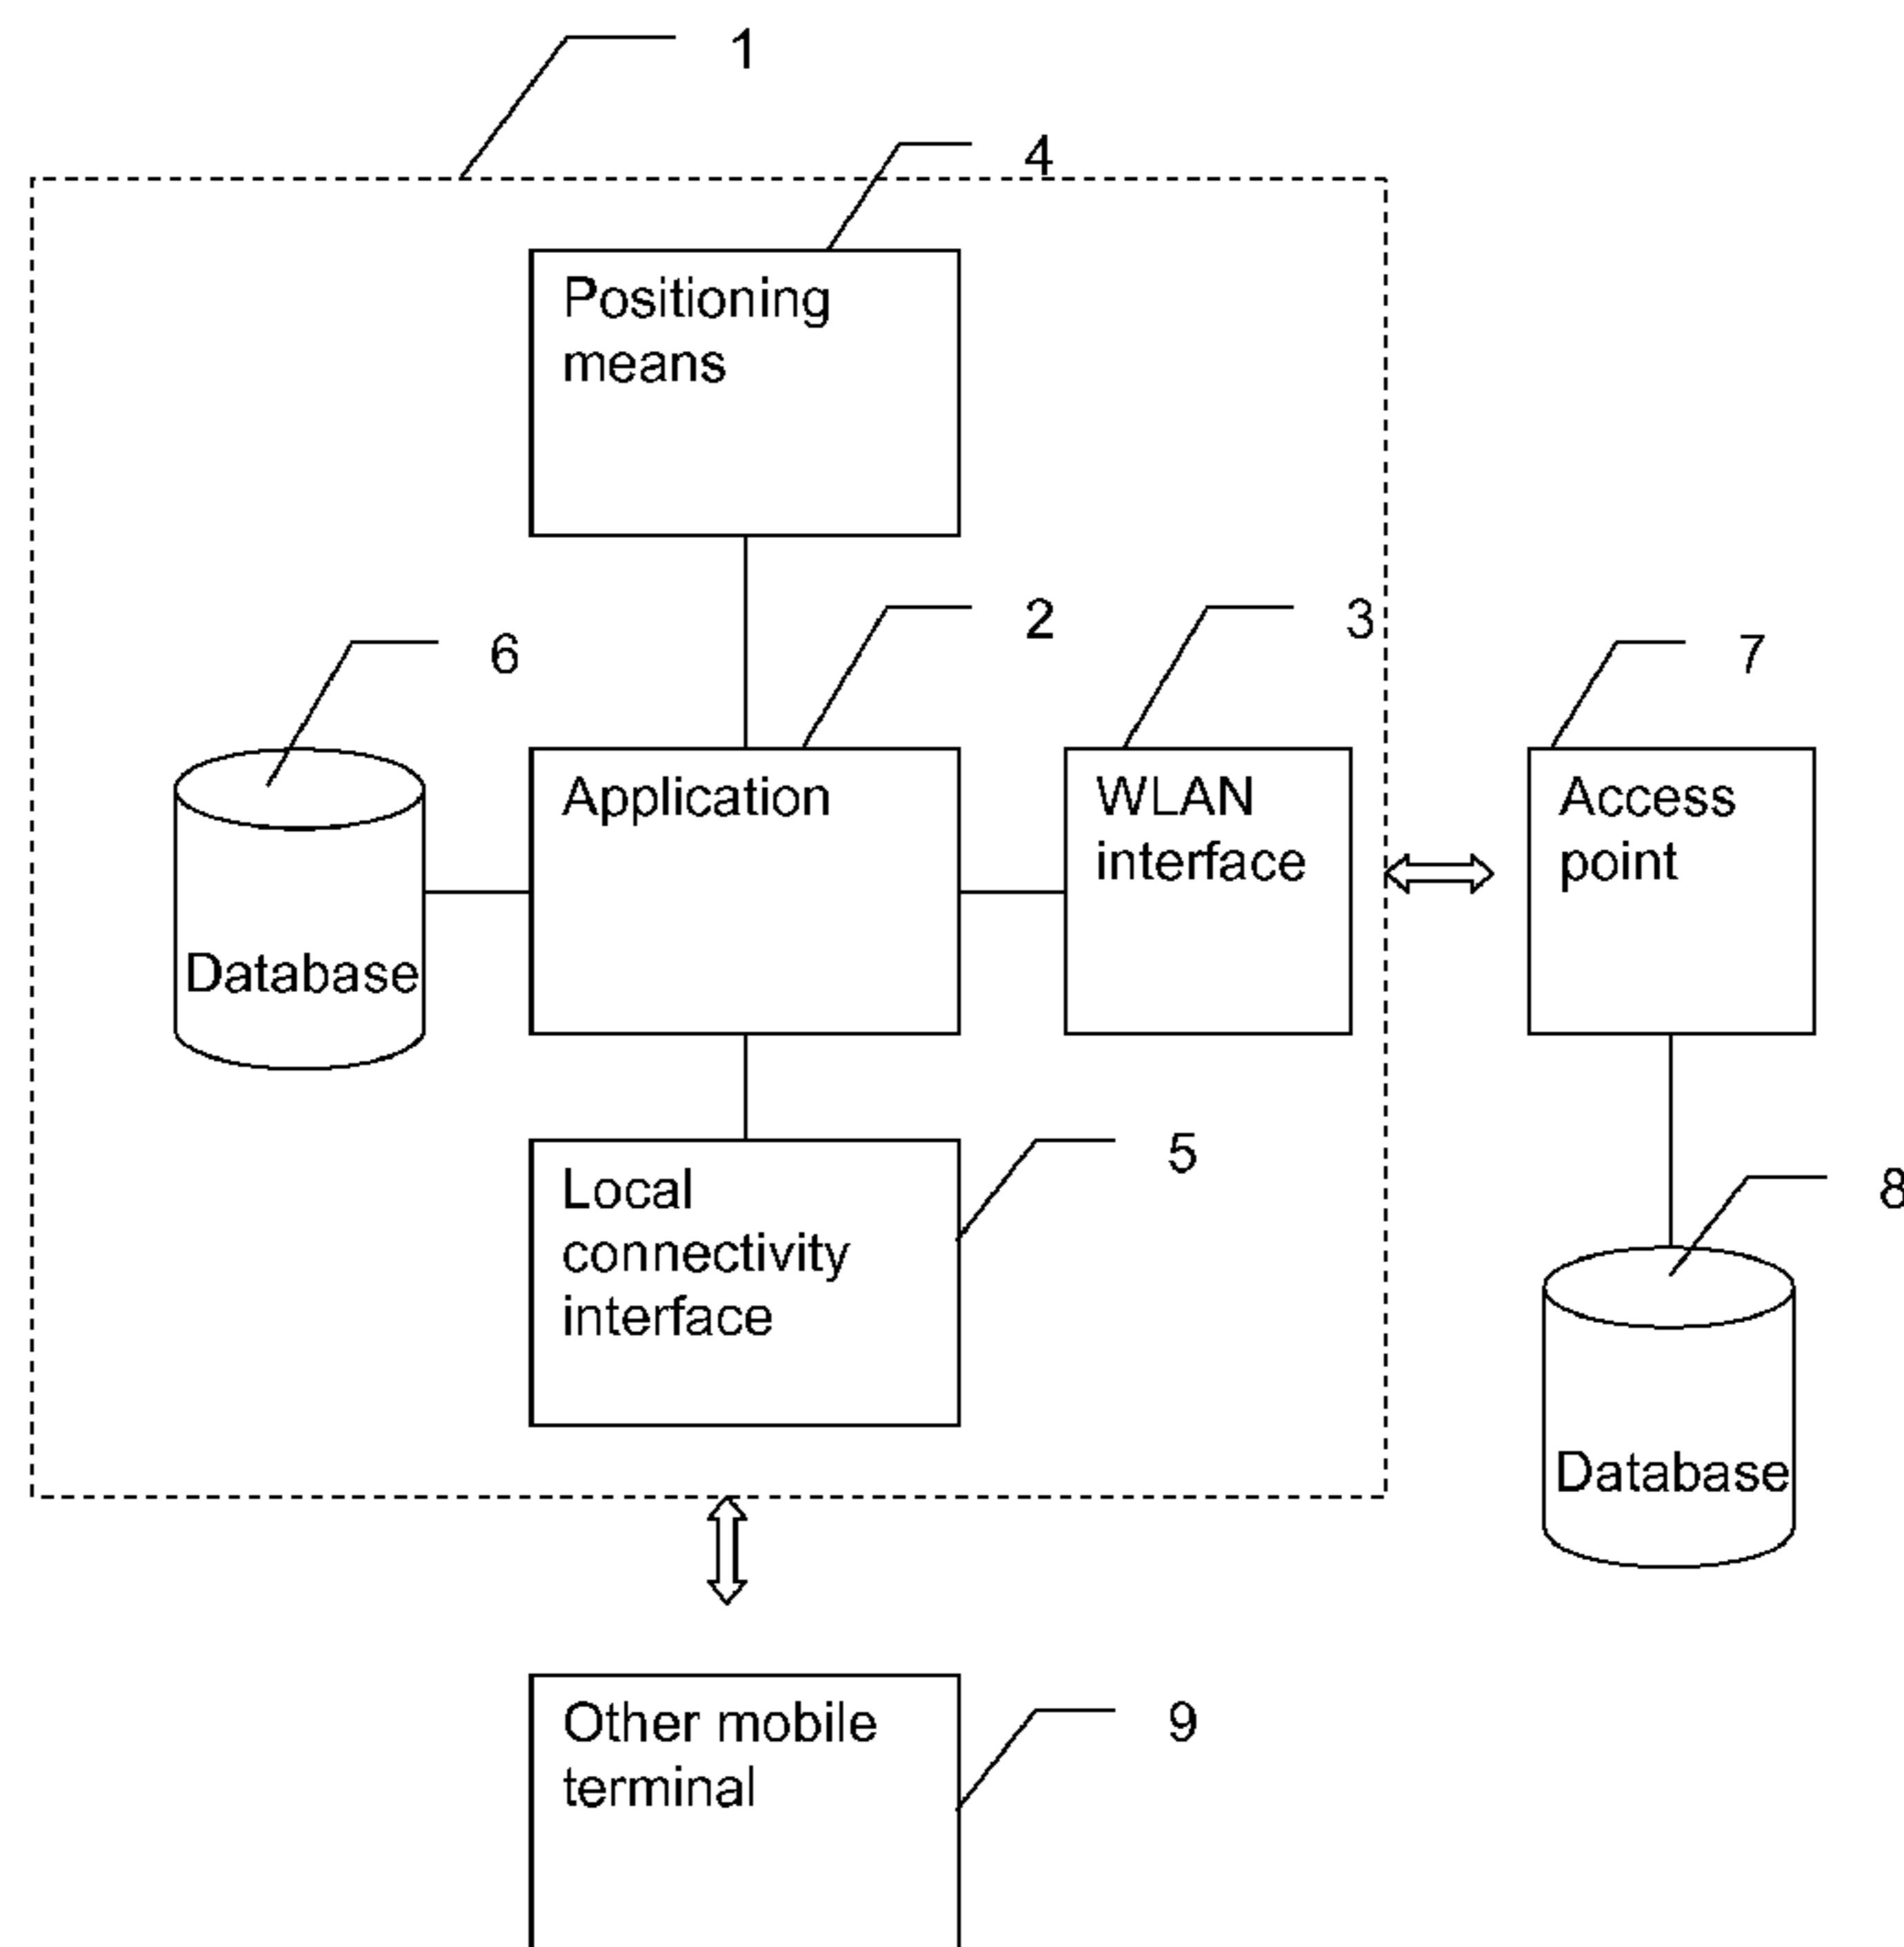 1
4
Positioning
means
2
3
6
7
Application
WLAN
interface
Access
point
Database
5
Local
connectivity
interface
8
Database
Other mobile
terminal
9